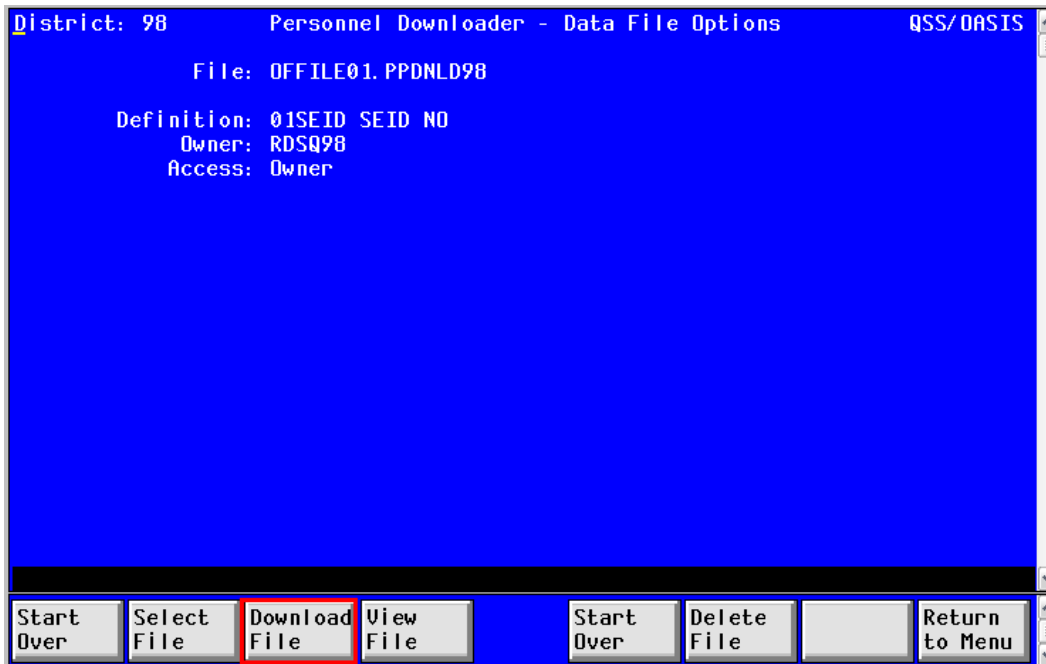 District: 98 Personnel Downloader - Data File Options QSS/OASIS
File: OFFILE01.PPDNLD98
Definition: 01SEID SEID NO
Owner: RDSQ98
Access: Owner
Start Over
Select File
Download File
View File
Start Over
Delete File
Return to Menu